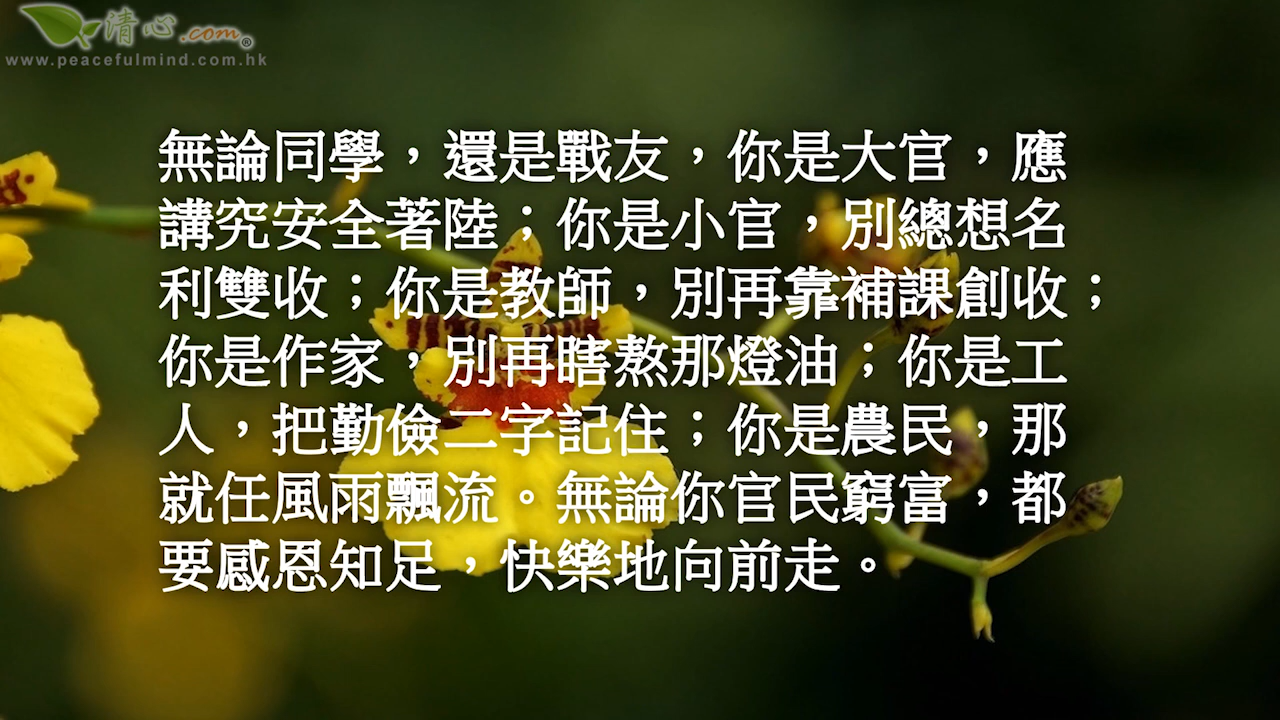 清心.com®
www.peacefulmind.com.hk
無論同學，還是戰友，你是大官，應
講究安全著陸；你是小官，別總想名
利雙收；你是教師，別再靠補課創收；
你是作家，別再瞎熬那燈油；你是工
人，把勤儉二字記住；你是農民，那
就任風雨飄流。無論你官民窮富，都
要感恩知足，快樂地向前走。